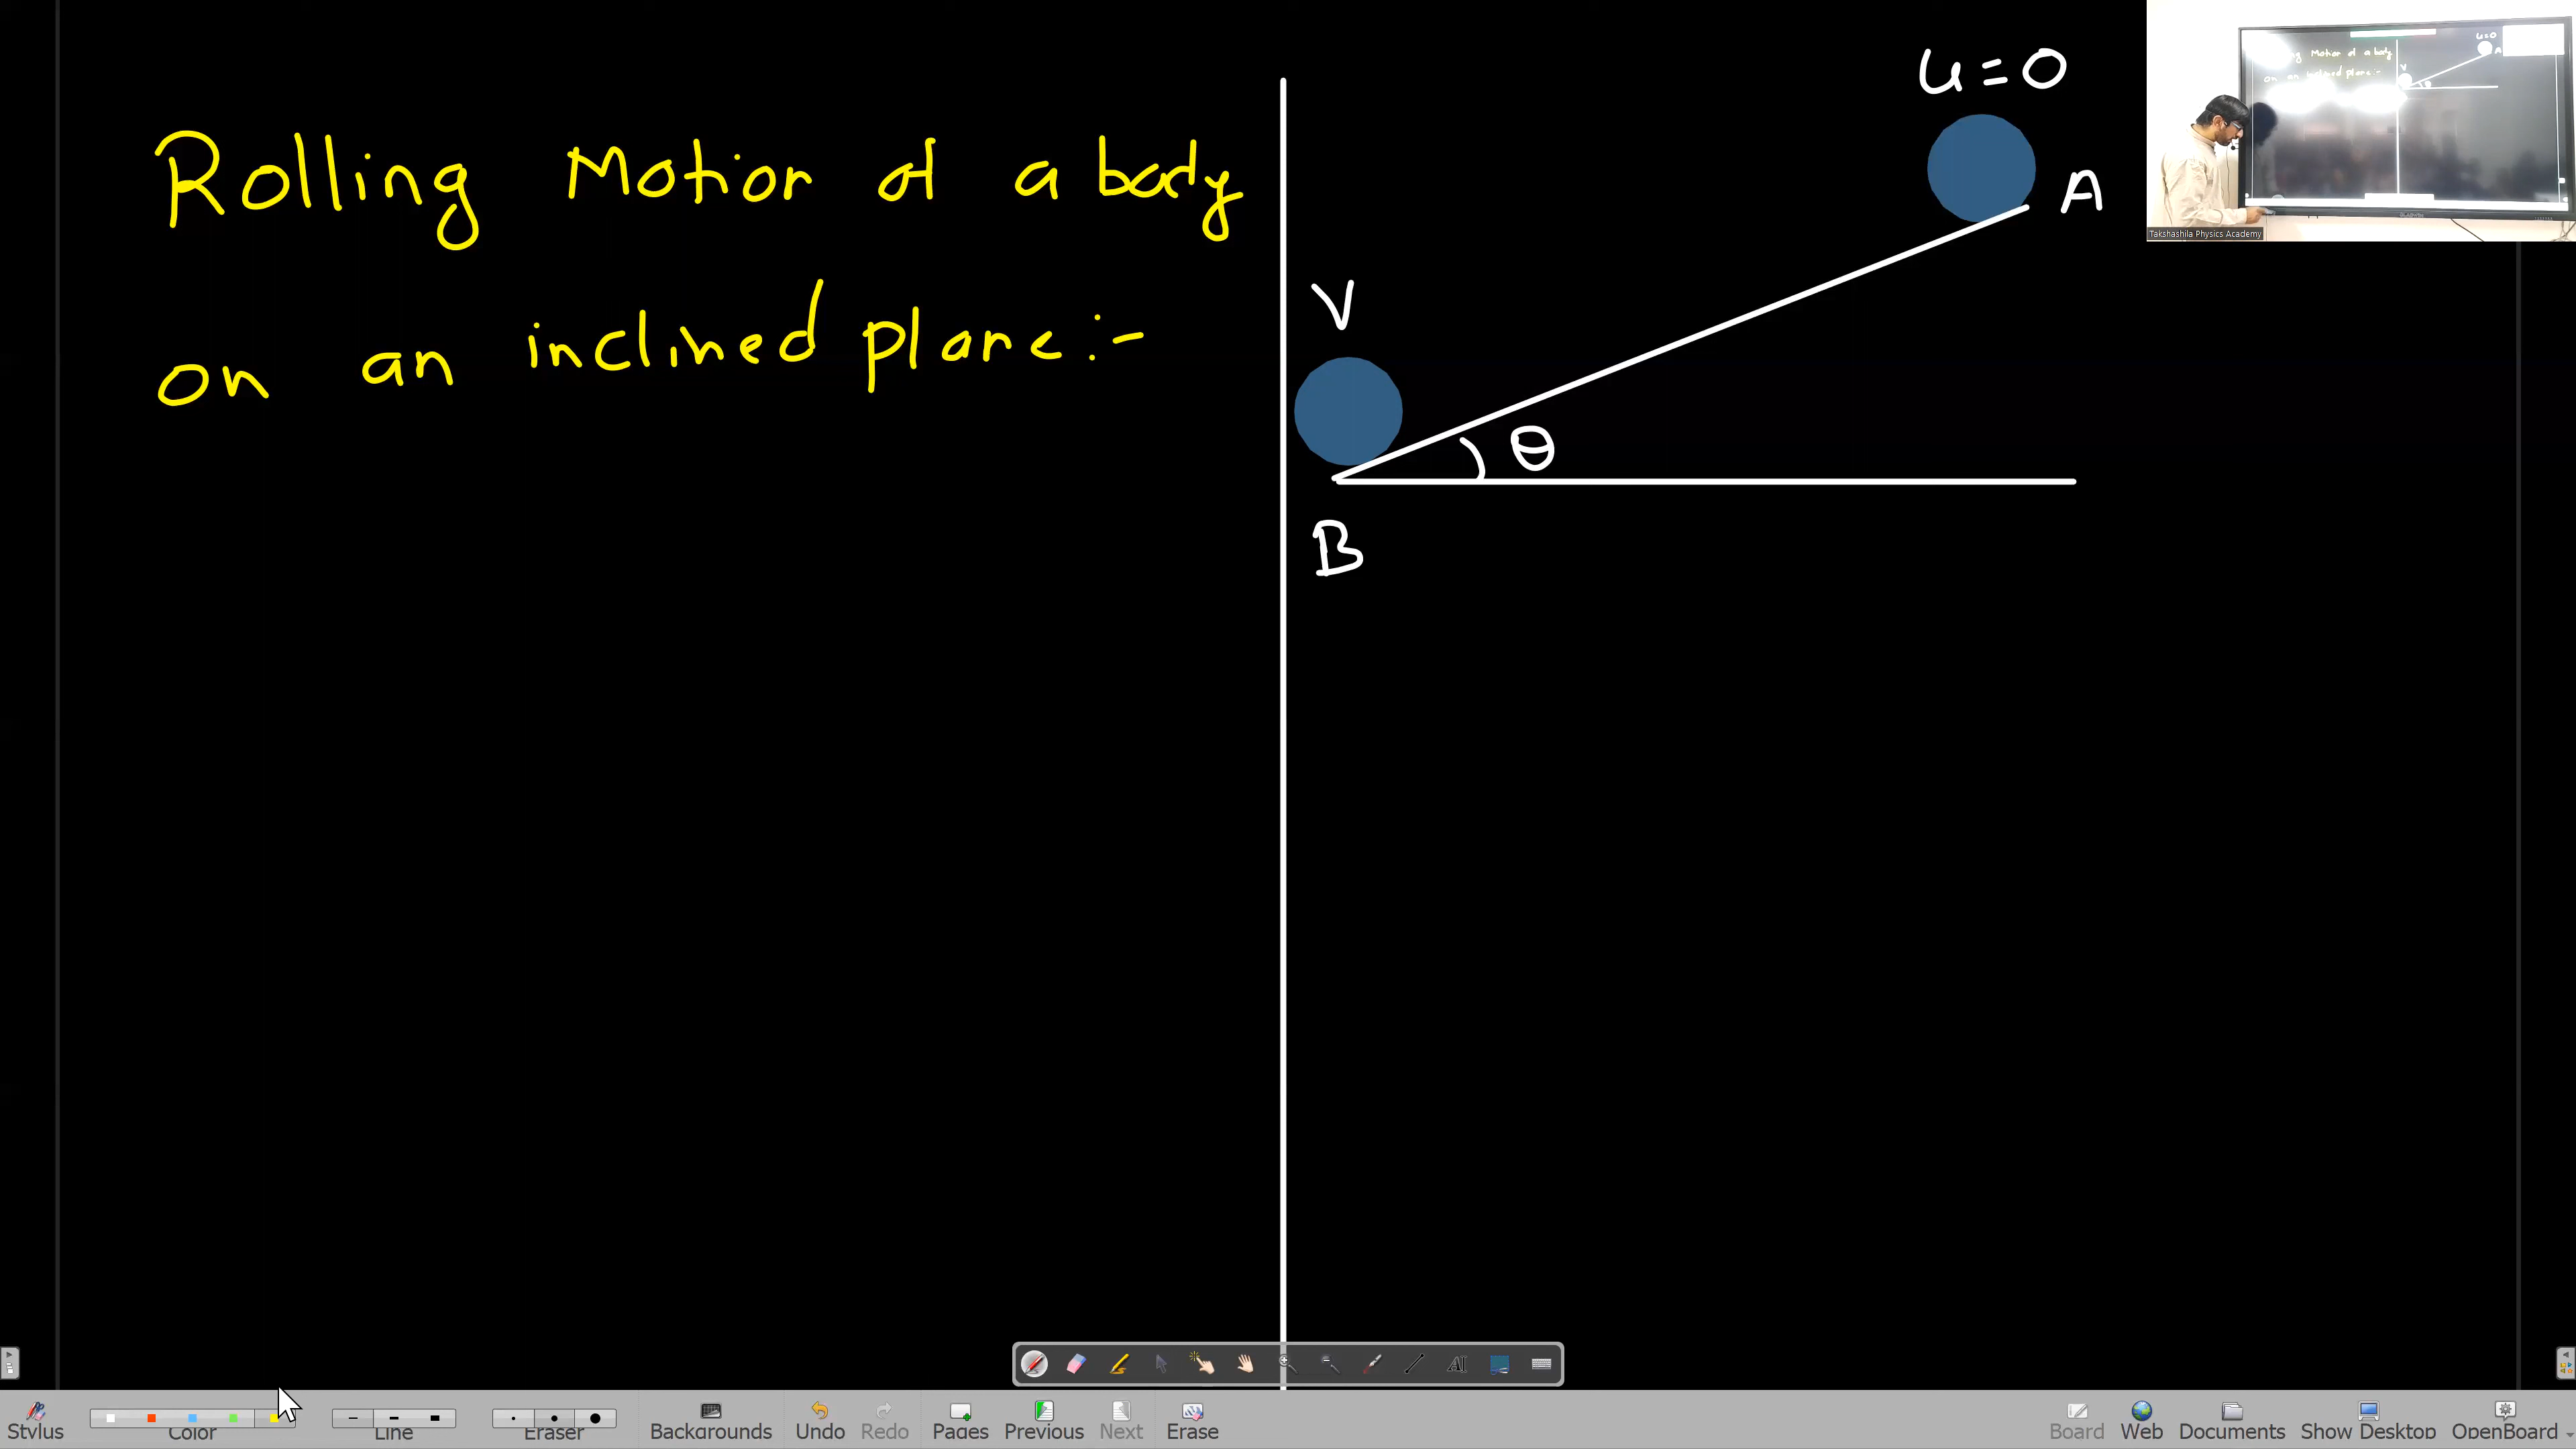 Rolling Motion of a body
on an inclined plane :-
u = 0
A
V
θ
B
Takshashila Physics Academy
Stylus
Color
Line
Eraser
Backgrounds
Undo
Redo
Pages
Previous
Next
Erase
Board
Web
Documents
Show Desktop
OpenBoard